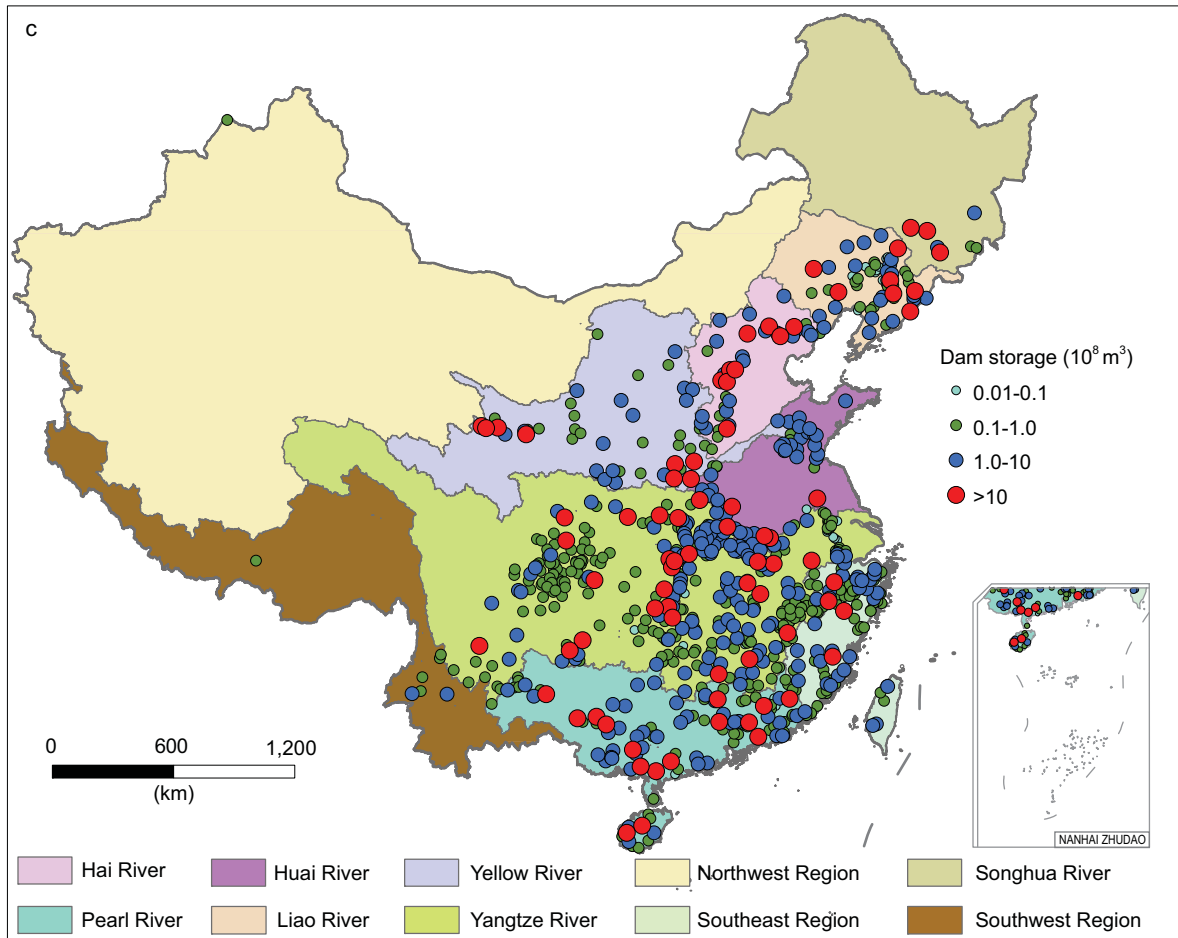 c
Dam storage (10⁸ m³)
0.01-0.1
0.1-1.0
1.0-10
>10
0 600 1,200
(km)
NANHAI ZHUDAO
Hai River Huai River Yellow River Northwest Region Songhua River
Pearl River Liao River Yangtze River Southeast Region Southwest Region